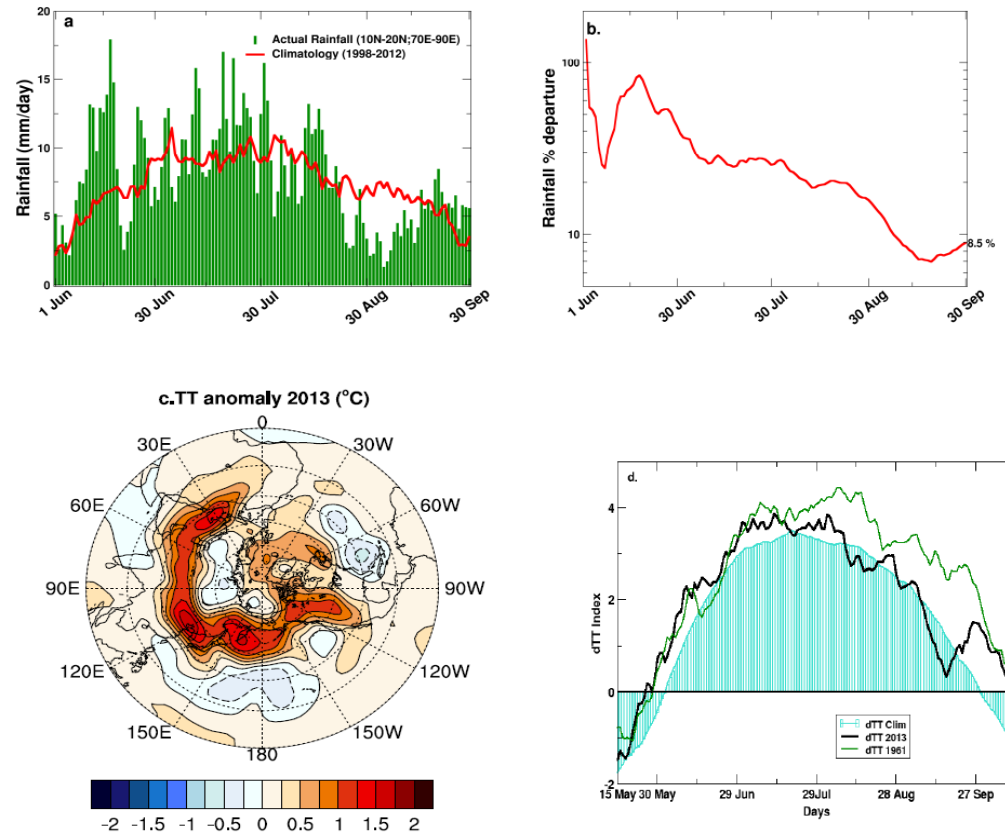 a
Actual Rainfall (10N-20N;70E-90E)
Climatology (1998-2012)
Rainfall (mm/day)
20
15
10
5
0
1 Jun
30 Jun
30 Jul
30 Aug
30 Sep
b.
Rainfall % departure
100
10
8.5 %
1 Jun
30 Jun
30 Jul
30 Aug
30 Sep
c.TT anomaly 2013 (°C)
0
30E
30W
60E
60W
90E
90W
120E
120W
150E
150W
180
-2 -1.5 -1 -0.5 0 0.5 1 1.5 2
d.
dTT Index
4
2
0
-2
dTT Clim
dTT 2013
dTT 1961
15 May 30 May 29 Jun 29Jul 28 Aug 27 Sep
Days